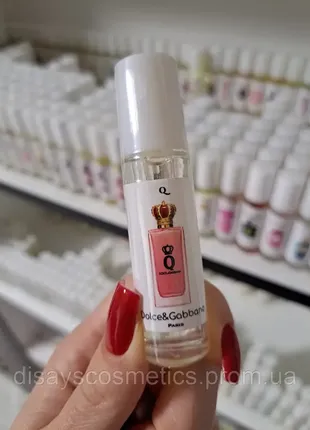 Q
Q
Dolce&Gabbana
Paris
disayscosmetics.prom.ua